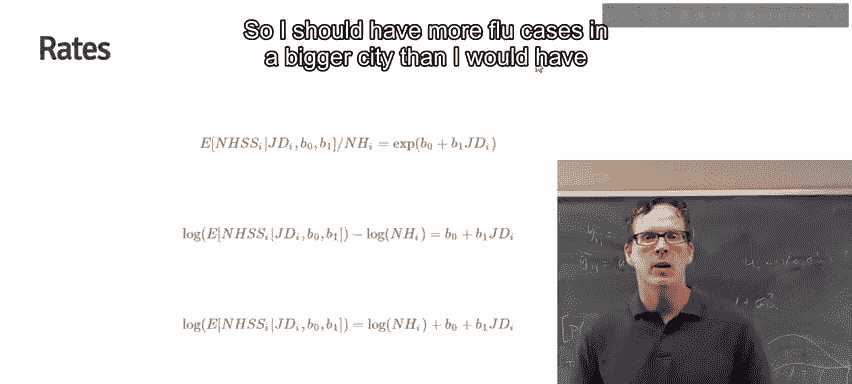 So I should have more flu cases in
a bigger city than I would have
Rates
E[NHSS_i|JD_i, b_0, b_1]/NH_i = exp(b_0 + b_1JD_i)
log(E[NHSS_i|JD_i, b_0, b_1]) − log(NH_i) = b_0 + b_1JD_i
log(E[NHSS_i|JD_i, b_0, b_1]) = log(NH_i) + b_0 + b_1JD_i